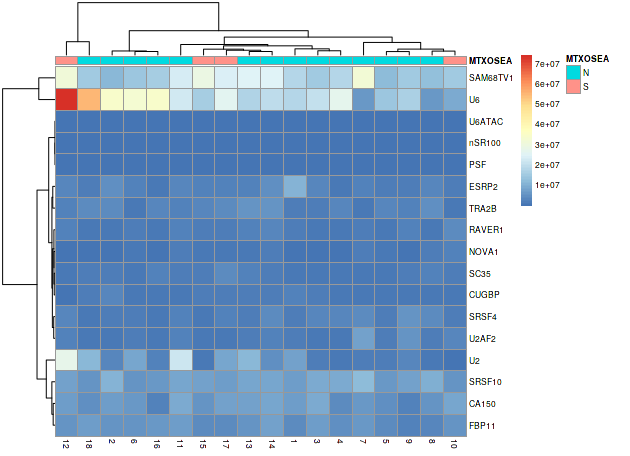 MTXOSEA
SAM68TV1
U6
U6ATAC
nSR100
PSF
ESRP2
TRA2B
RAVER1
NOVA1
SC35
CUGBP
SRSF4
U2AF2
U2
SRSF10
CA150
FBP11
12 18 2 6 16 11 15 17 13 14 1 3 4 7 5 9 8 10
7e+07
6e+07
5e+07
4e+07
3e+07
2e+07
1e+07
MTXOSEA
N
S